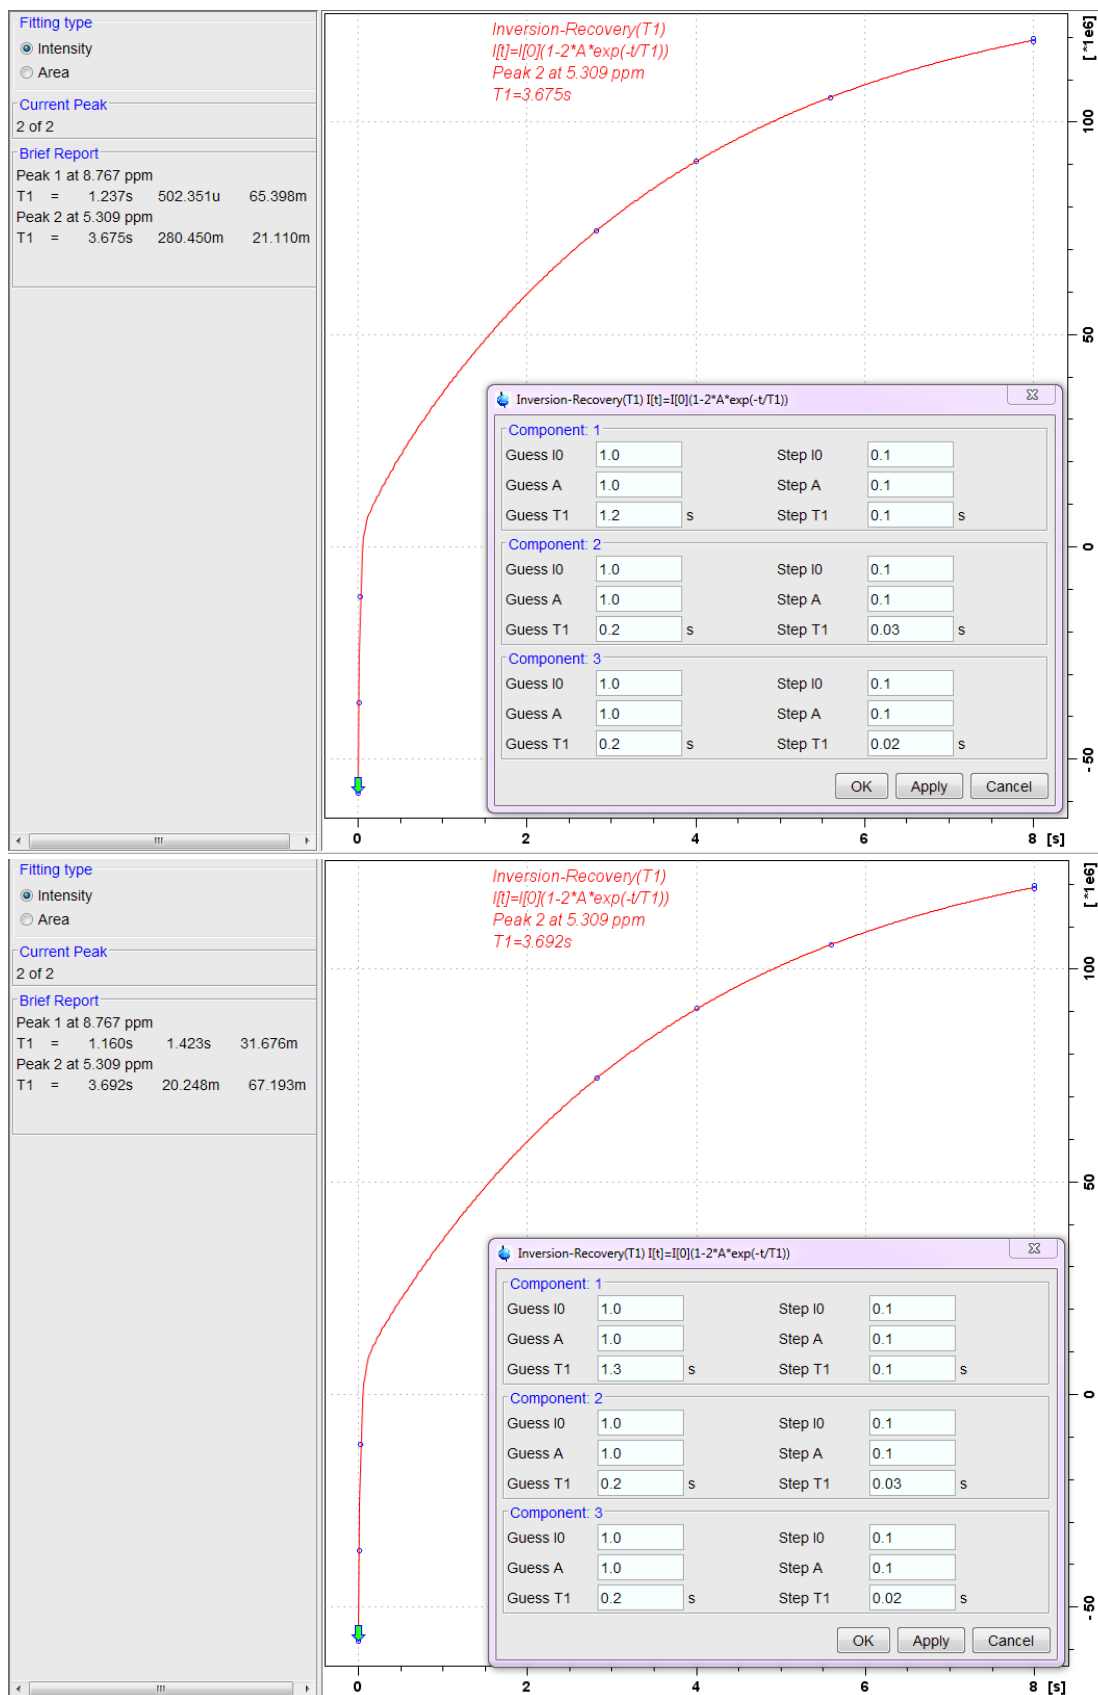 Fitting type
Intensity
Area
Current Peak
2 of 2
Brief Report
Peak 1 at 8.767 ppm
T1 = 1.237s 502.351u 65.398m
Peak 2 at 5.309 ppm
T1 = 3.675s 280.450m 21.110m
Inversion-Recovery(T1)
I[t]=I[0](1-2*A*exp(-t/T1))
Peak 2 at 5.309 ppm
T1=3.675s
[ *1e6]
100
50
0
- 50
Inversion-Recovery(T1) I[t]=I[0](1-2*A*exp(-t/T1))
Component: 1
Guess I0 1.0 Step I0 0.1
Guess A 1.0 Step A 0.1
Guess T1 1.2 s Step T1 0.1 s
Component: 2
Guess I0 1.0 Step I0 0.1
Guess A 1.0 Step A 0.1
Guess T1 0.2 s Step T1 0.03 s
Component: 3
Guess I0 1.0 Step I0 0.1
Guess A 1.0 Step A 0.1
Guess T1 0.2 s Step T1 0.02 s
OK Apply Cancel
0 2 4 6 8 [s]
Fitting type
Intensity
Area
Current Peak
2 of 2
Brief Report
Peak 1 at 8.767 ppm
T1 = 1.160s 1.423s 31.676m
Peak 2 at 5.309 ppm
T1 = 3.692s 20.248m 67.193m
Inversion-Recovery(T1)
I[t]=I[0](1-2*A*exp(-t/T1))
Peak 2 at 5.309 ppm
T1=3.692s
[ *1e6]
100
50
0
- 50
Inversion-Recovery(T1) I[t]=I[0](1-2*A*exp(-t/T1))
Component: 1
Guess I0 1.0 Step I0 0.1
Guess A 1.0 Step A 0.1
Guess T1 1.3 s Step T1 0.1 s
Component: 2
Guess I0 1.0 Step I0 0.1
Guess A 1.0 Step A 0.1
Guess T1 0.2 s Step T1 0.03 s
Component: 3
Guess I0 1.0 Step I0 0.1
Guess A 1.0 Step A 0.1
Guess T1 0.2 s Step T1 0.02 s
OK Apply Cancel
0 2 4 6 8 [s]